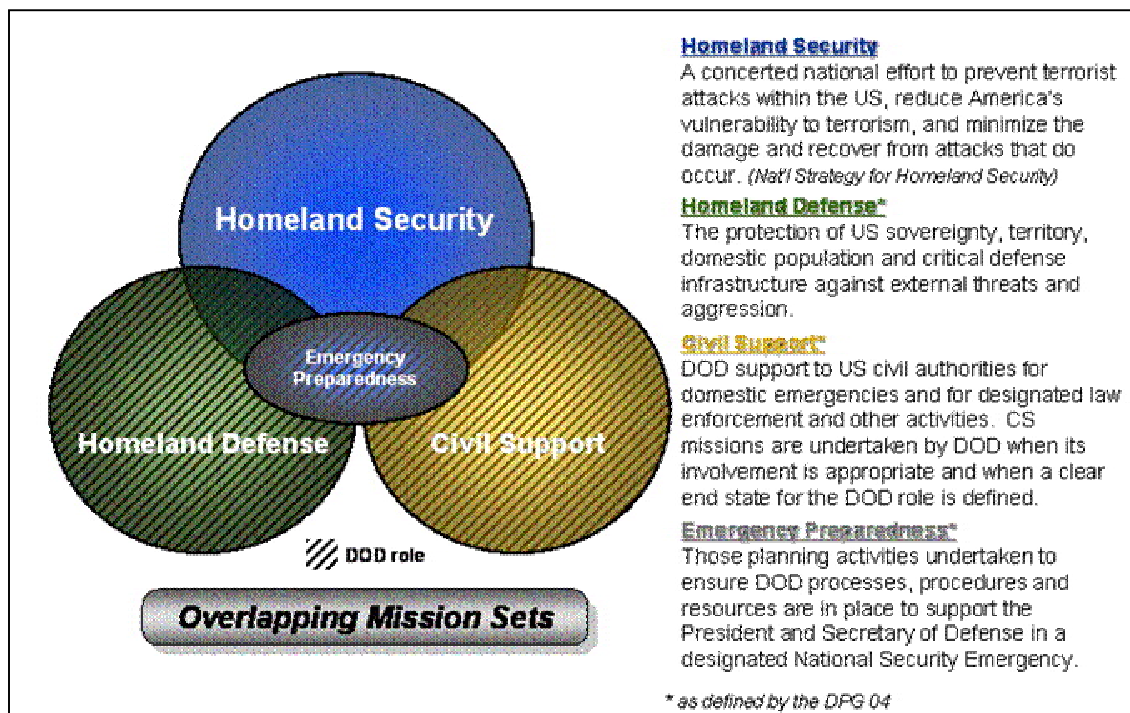 Homeland Security
Homeland Defense
Emergency
Preparedness
Civil Support
DOD role
Overlapping Mission Sets
Homeland Security
A concerted national effort to prevent terrorist
attacks within the US, reduce America's
vulnerability to terrorism, and minimize the
damage and recover from attacks that do
occur. (Nat'l Strategy for Homeland Security)
Homeland Defense*
The protection of US sovereignty, territory,
domestic population and critical defense
infrastructure against external threats and
aggression.
Civil Support*
DOD support to US civil authorities for
domestic emergencies and for designated law
enforcement and other activities. CS
missions are undertaken by DOD when its
involvement is appropriate and when a clear
end state for the DOD role is defined.
Emergency Preparedness*
Those planning activities undertaken to
ensure DOD processes, procedures and
resources are in place to support the
President and Secretary of Defense in a
designated National Security Emergency.
* as defined by the DPG 04